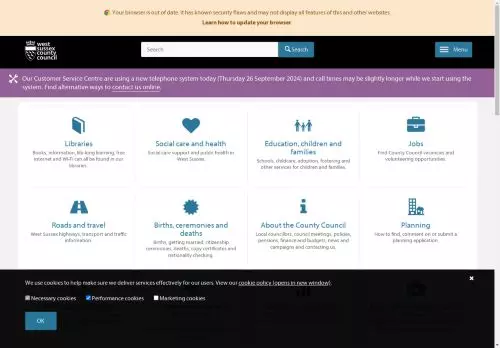 Your browser is out of date. It has known security flaws and may not display all features of this and other websites.
Learn how to update your browser
west
sussex
county
council
Search
Search
Menu
Our Customer Service Centre are using a new telephone system today (Thursday 26 September 2024) and call times may be slightly longer while we start using the
system. Find alternative ways to contact us online.
Libraries
Books, information, life-long learning, free
internet and Wi-Fi can all be found in our
libraries
Social care and health
Social care support and public health in
West Sussex.
Education, children and
families
Schools, childcare, adoption, fostering and
other services for children and families.
Jobs
Find County Council vacancies and
volunteering opportunities.
Roads and travel
West Sussex highways, transport and traffic
information
Births, ceremonies and
deaths
Births, getting married, citizenship
ceremonies, deaths, copy certificates and
nationality checking.
About the County Council
Local councillors, council meetings, policies,
pensions, finance and budgets, news and
campaigns and contacting us.
Planning
How to find, comment on or submit a
planning application.
We use cookies to help make sure we deliver services effectively for our users. View our cookie policy (opens in new window).
Necessary cookies
Performance cookies
Marketing cookies
OK